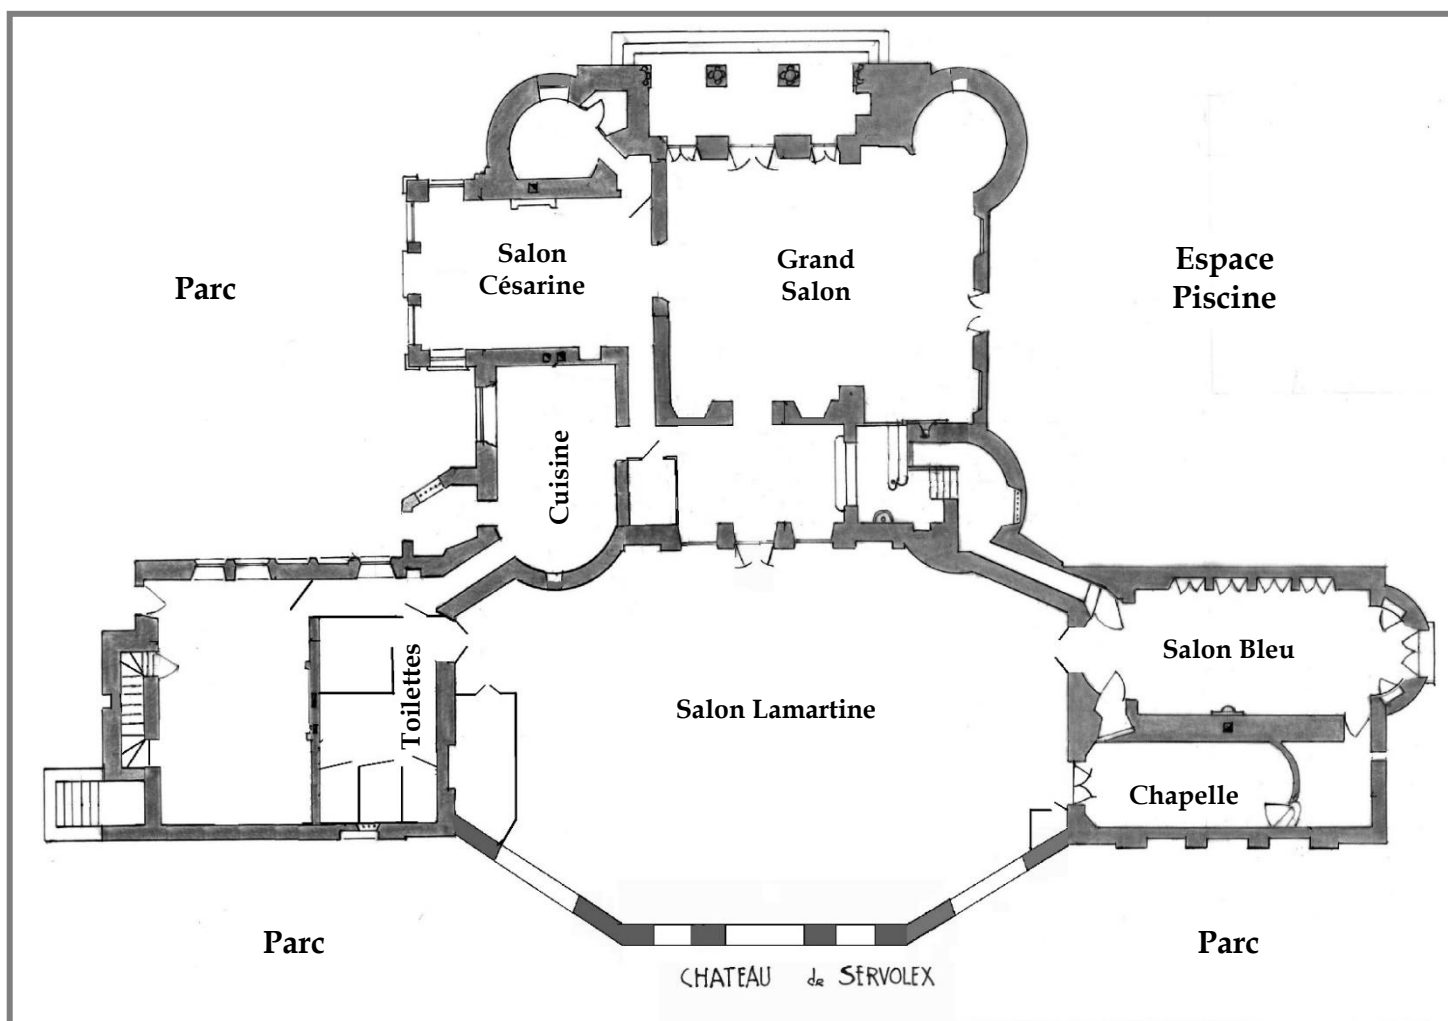 Salon
Césarine
Grand
Salon
Espace
Piscine
Parc
Cuisine
Toilettes
Salon Lamartine
Salon Bleu
Chapelle
Parc
Parc
CHATEAU de SERVOLEX